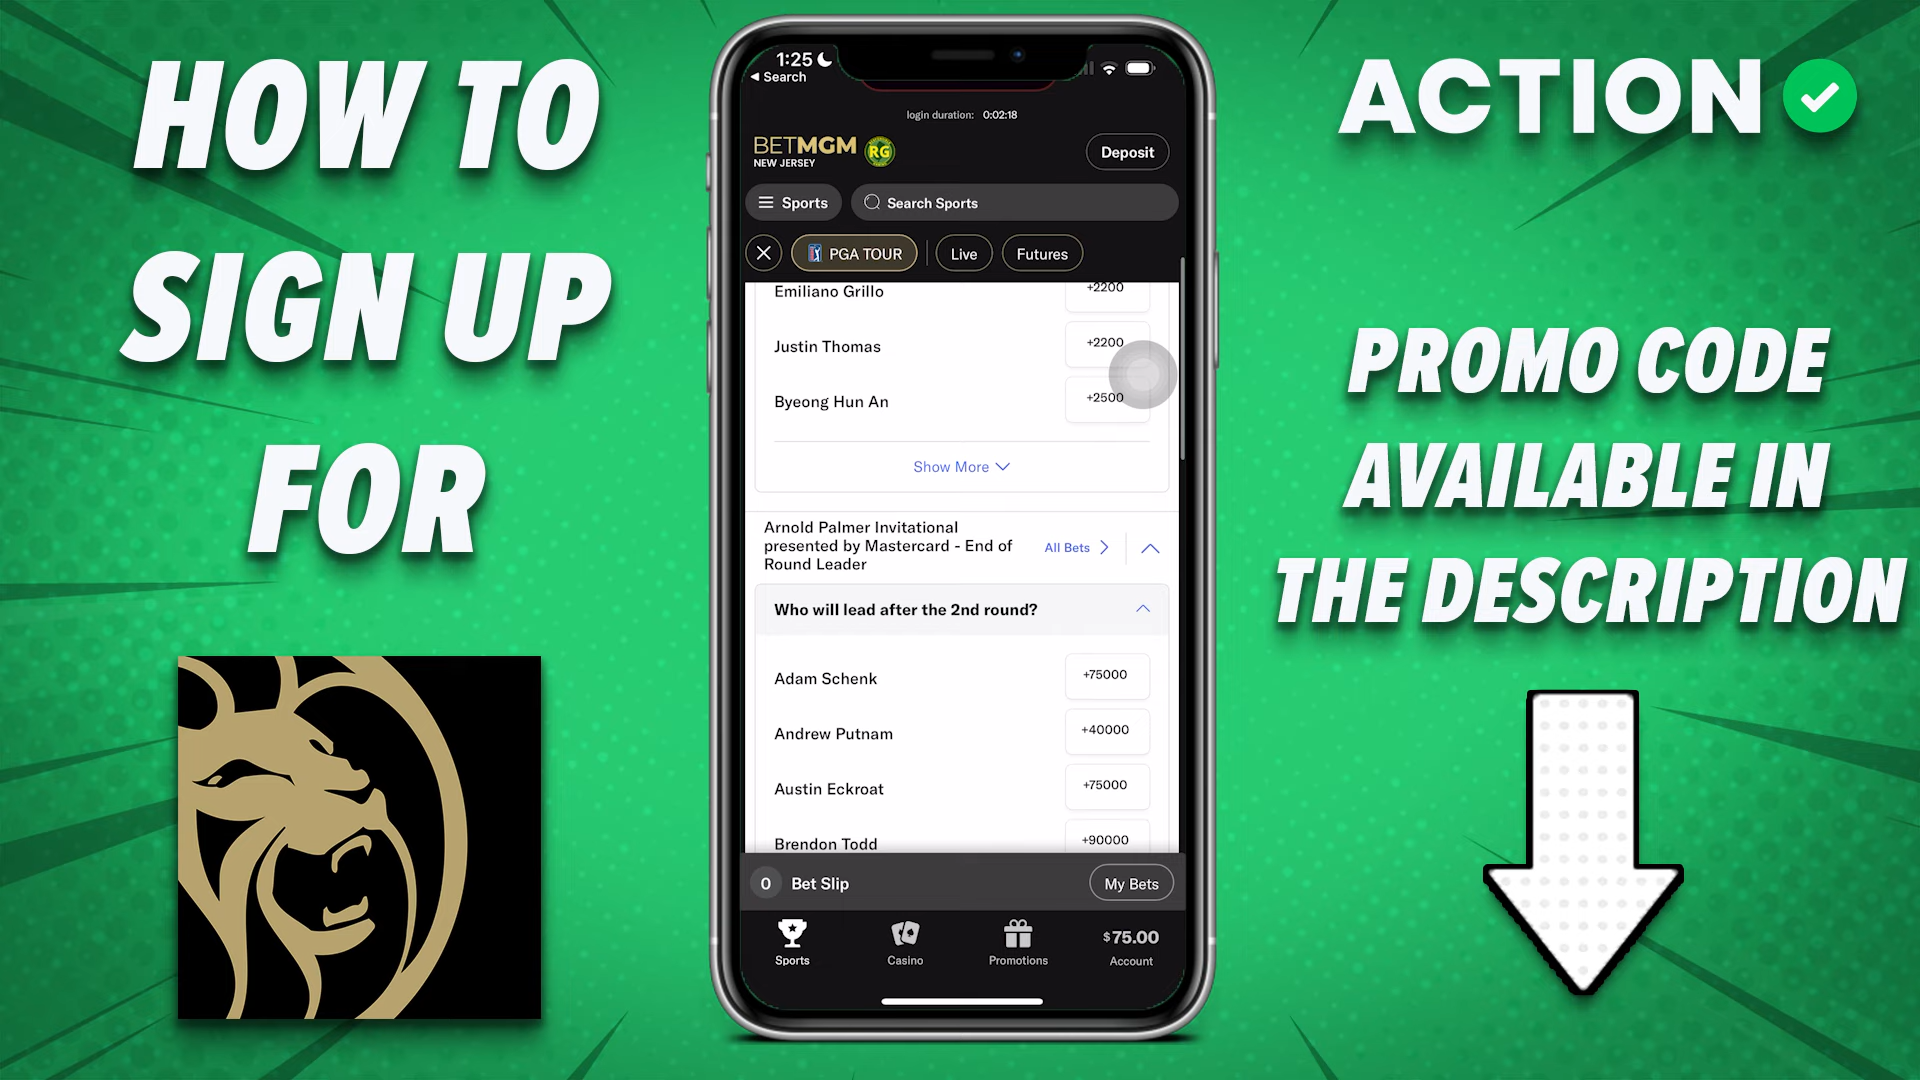 HOW TO
SIGN UP
FOR
1:25
Search
login duration: 0:02:18
BETMGM
NEW JERSEY
RG
Deposit
Sports
Search Sports
PGA TOUR
Live
Futures
Emiliano Grillo
+2200
Justin Thomas
+2200
Byeong Hun An
+2500
Show More
Arnold Palmer Invitational
presented by Mastercard - End of
Round Leader
All Bets
Who will lead after the 2nd round?
Adam Schenk
+75000
Andrew Putnam
+40000
Austin Eckroat
+75000
Brendon Todd
+90000
0 Bet Slip
My Bets
Sports
Casino
Promotions
$75.00
Account
ACTION
PROMO CODE
AVAILABLE IN
THE DESCRIPTION